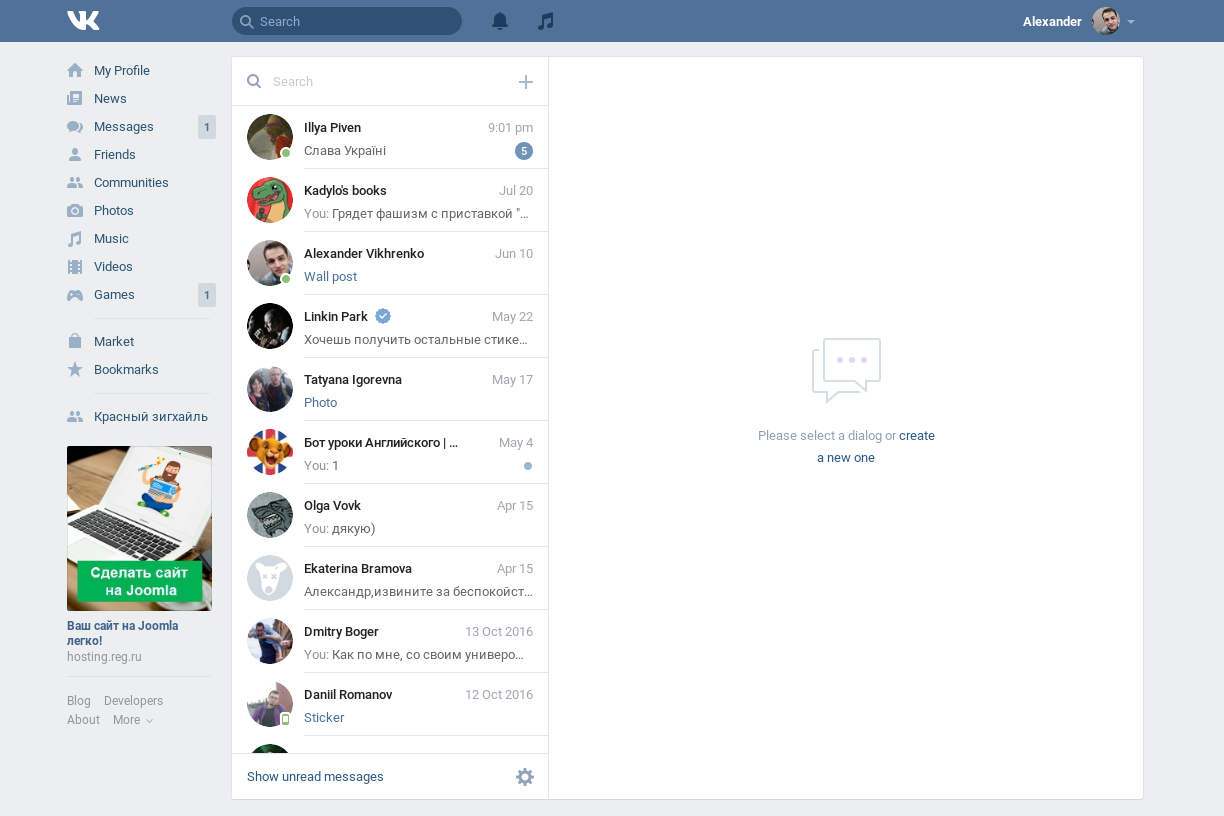 Search
Alexander
My Profile
News
Messages 1
Friends
Communities
Photos
Music
Videos
Games 1
Market
Bookmarks
Красный зигхайль
Сделать сайт
на Joomla
Ваш сайт на Joomla
легко!
hosting.reg.ru
Blog Developers
About More
Search
Illya Piven 9:01 pm
Слава Україні 5
Kadylo's books Jul 20
You: Грядет фашизм с приставкой "...
Alexander Vikhrenko Jun 10
Wall post
Linkin Park May 22
Хочешь получить остальные стике...
Tatyana Igorevna May 17
Photo
Бот уроки Английского | ... May 4
You: 1
Olga Vovk Apr 15
You: дякую)
Ekaterina Bramova Apr 15
Александр,извините за беспокойст...
Dmitry Boger 13 Oct 2016
You: Как по мне, со своим универо...
Daniil Romanov 12 Oct 2016
Sticker
Show unread messages
Please select a dialog or create
a new one